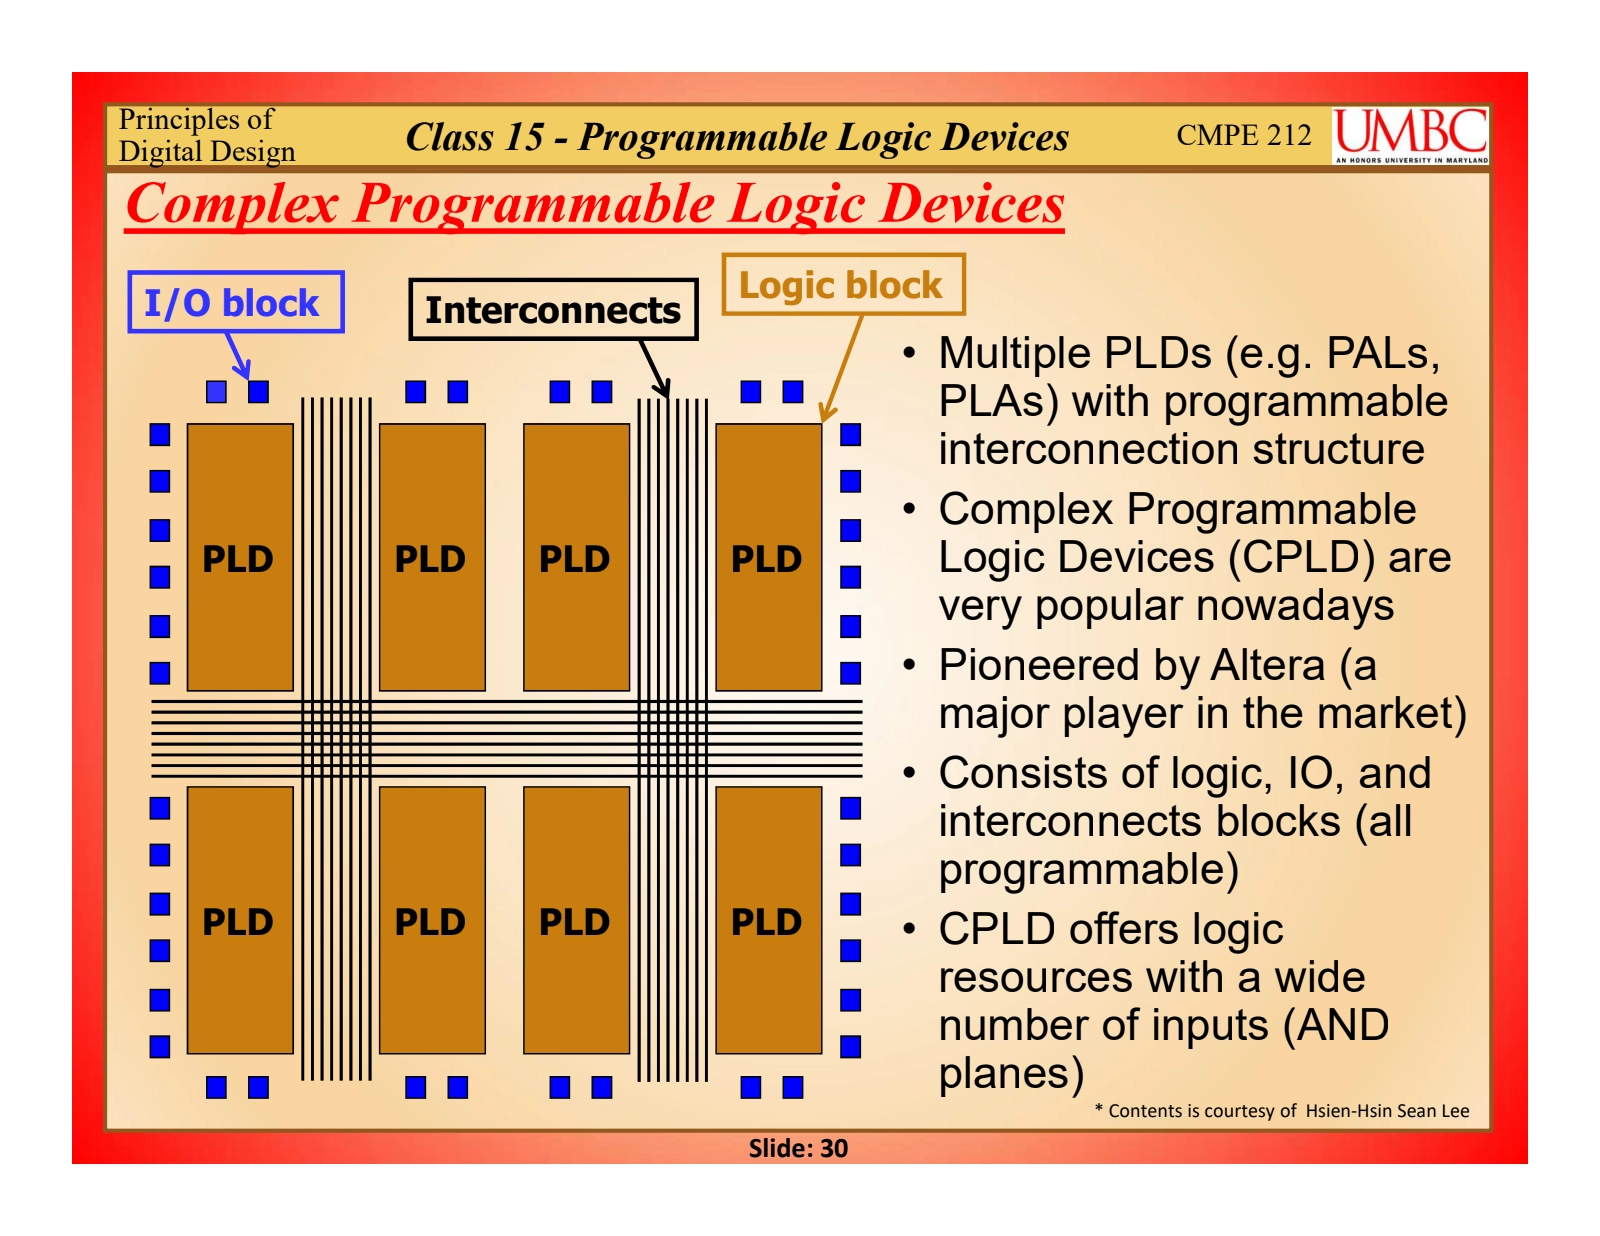 Principles of
Digital Design
Class 15 - Programmable Logic Devices
CMPE 212
UMBC
AN HONORS UNIVERSITY IN MARYLAND
Complex Programmable Logic Devices
I/O block
Interconnects
Logic block
PLD PLD PLD PLD
PLD PLD PLD PLD
• Multiple PLDs (e.g. PALs,
PLAs) with programmable
interconnection structure
• Complex Programmable
Logic Devices (CPLD) are
very popular nowadays
• Pioneered by Altera (a
major player in the market)
• Consists of logic, IO, and
interconnects blocks (all
programmable)
• CPLD offers logic
resources with a wide
number of inputs (AND
planes)
* Contents is courtesy of Hsien-Hsin Sean Lee
Slide: 30